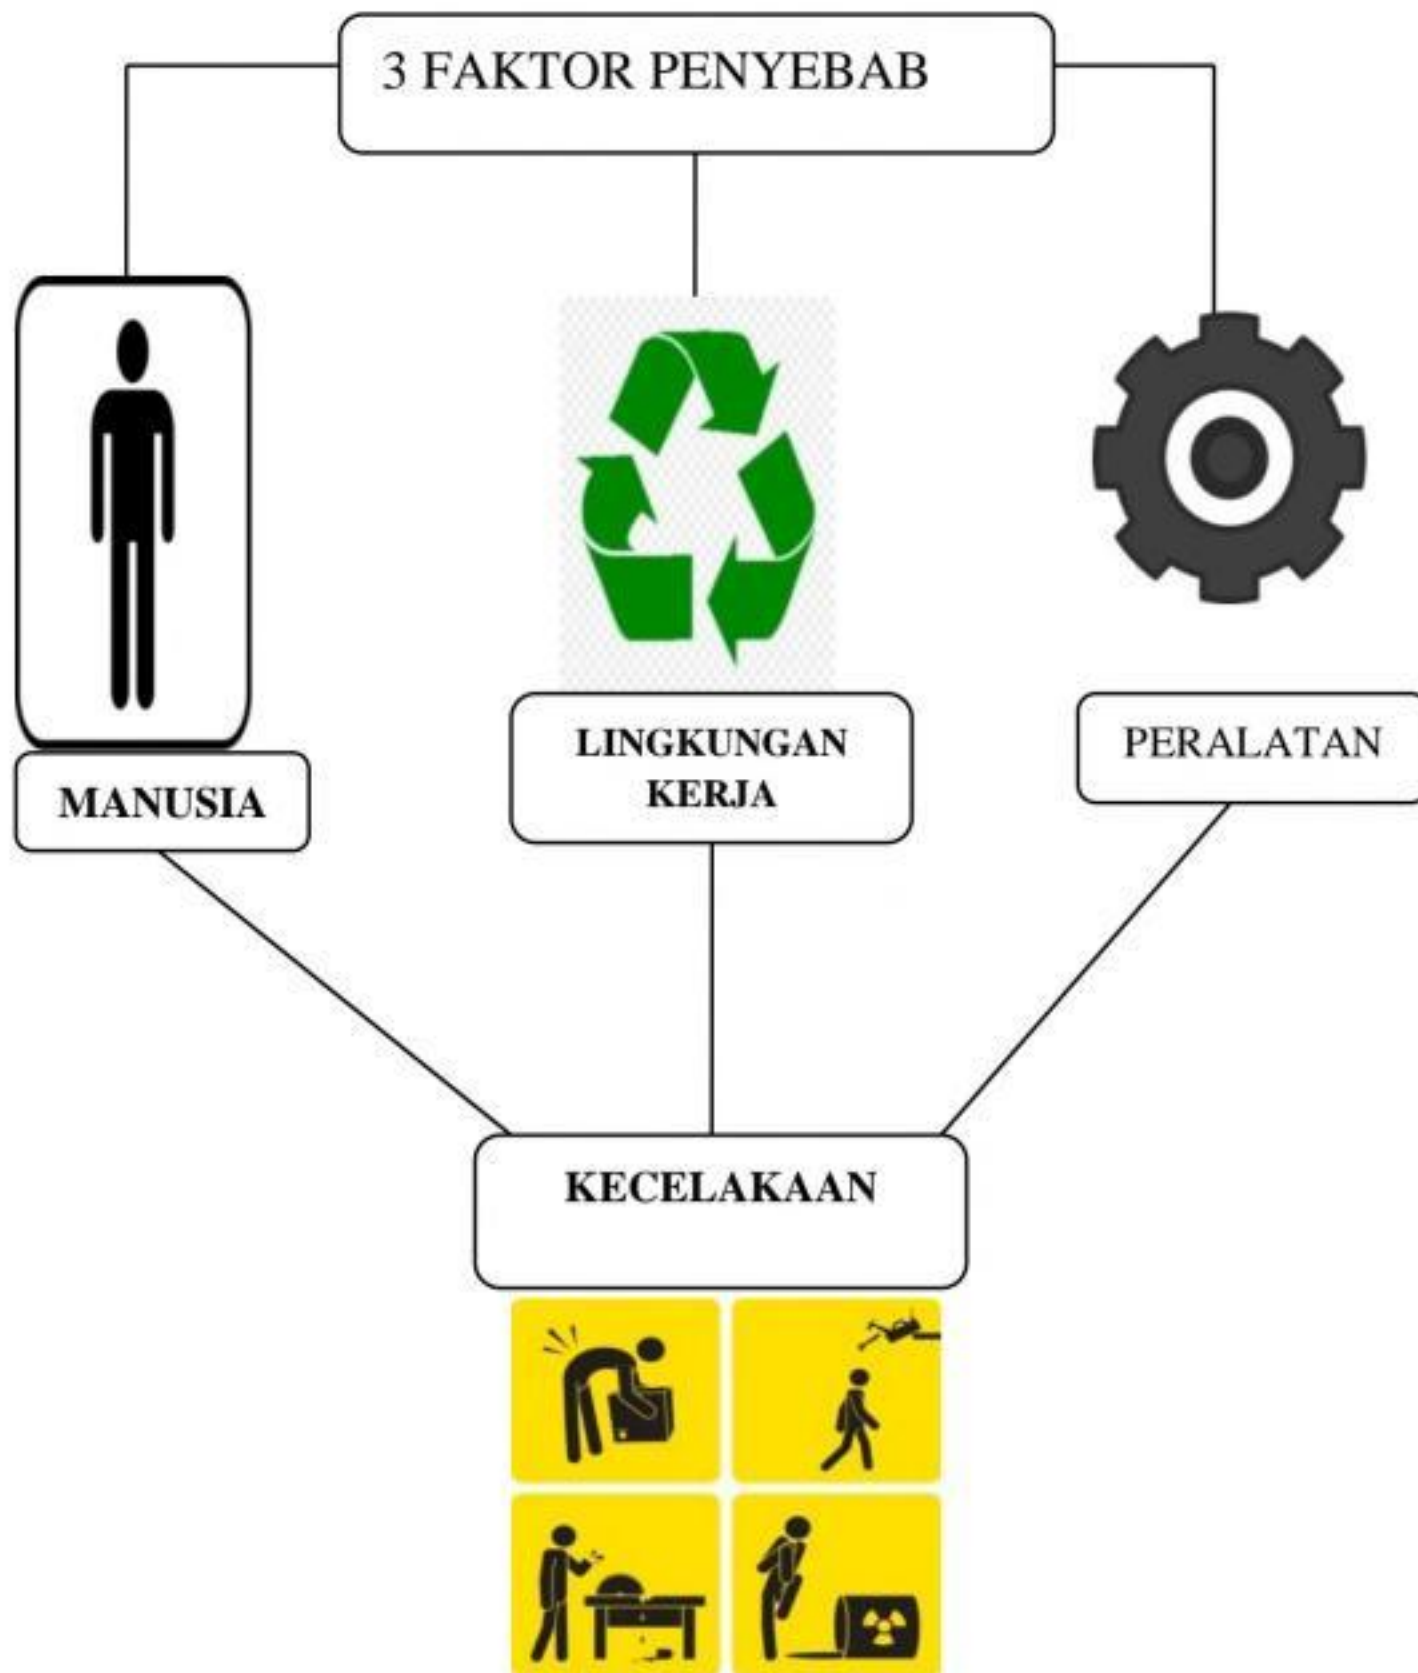 3 FAKTOR PENYEBAB
MANUSIA
LINGKUNGAN
KERJA
PERALATAN
KECELAKAAN